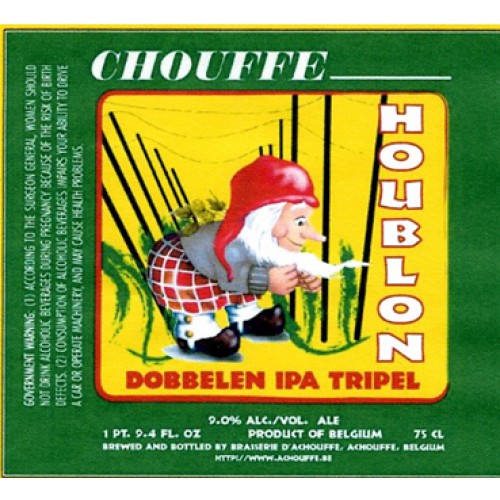 CHOUFFE
HOUBLON
DOBBELEN IPA TRIPEL
9.0% ALC./VOL. ALE
1 PT. 9.4 FL. OZ PRODUCT OF BELGIUM 75 CL
BREWED AND BOTTLED BY BRASSERIE D'ACHOUFFE, ACHOUFFE, BELGIUM
HTTP://WWW.ACHOUFFE.BE
GOVERNMENT WARNING: (1) ACCORDING TO THE SURGEON GENERAL, WOMEN SHOULD
NOT DRINK ALCOHOLIC BEVERAGES DURING PREGNANCY BECAUSE OF THE RISK OF BIRTH
DEFECTS. (2) CONSUMPTION OF ALCOHOLIC BEVERAGES IMPAIRS YOUR ABILITY TO DRIVE
A CAR OR OPERATE MACHINERY, AND MAY CAUSE HEALTH PROBLEMS.